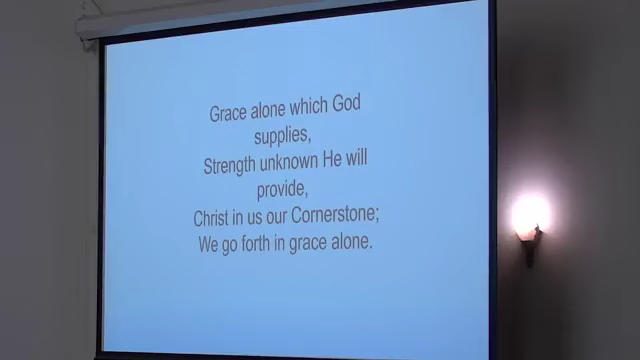 Grace alone which God
supplies,
Strength unknown He will
provide,
Christ in us our Cornerstone;
We go forth in grace alone.